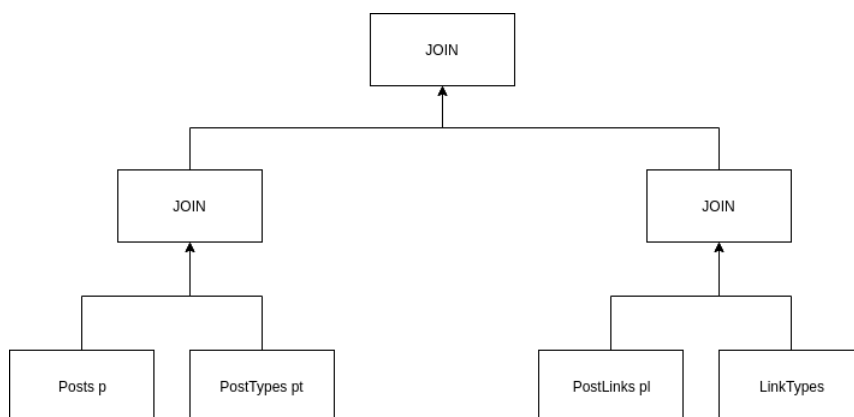 JOIN
JOIN
JOIN
Posts p
PostTypes pt
PostLinks pl
LinkTypes